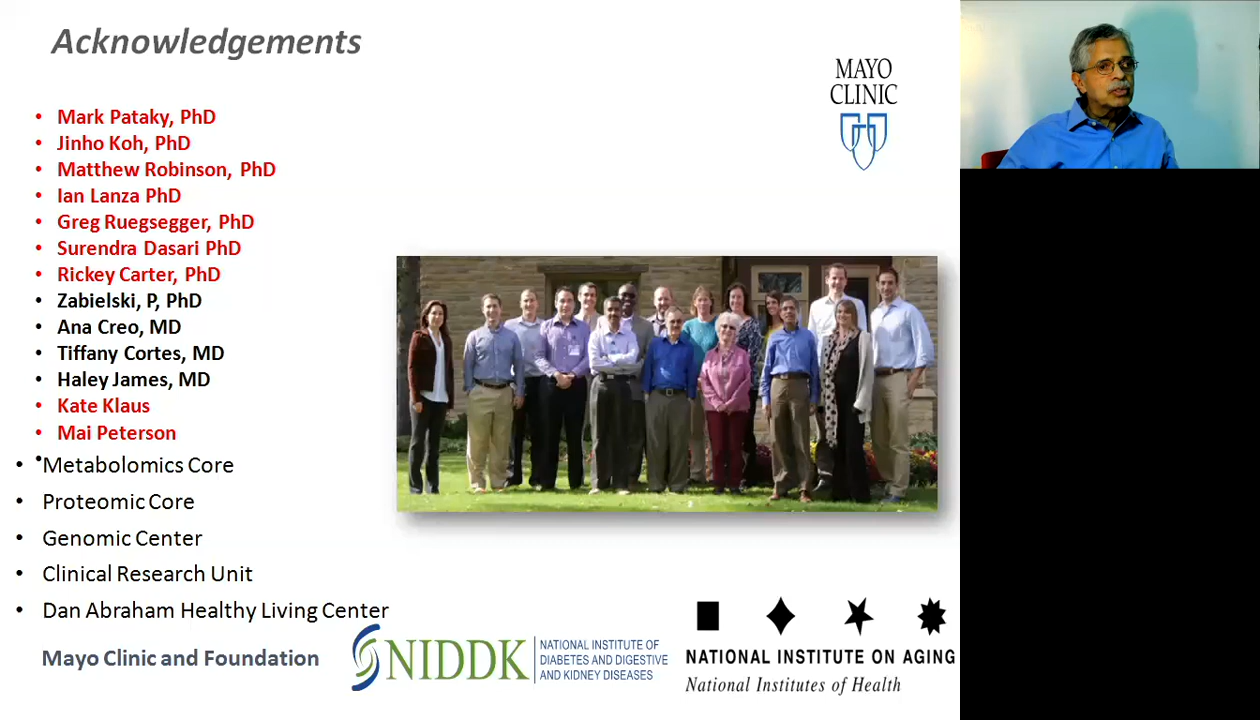 Acknowledgements
MAYO
CLINIC
• Mark Pataky, PhD
• Jinho Koh, PhD
• Matthew Robinson, PhD
• Ian Lanza PhD
• Greg Ruegsegger, PhD
• Surendra Dasari PhD
• Rickey Carter, PhD
• Zabielski, P, PhD
• Ana Creo, MD
• Tiffany Cortes, MD
• Haley James, MD
• Kate Klaus
• Mai Peterson
• Metabolomics Core
• Proteomic Core
• Genomic Center
• Clinical Research Unit
• Dan Abraham Healthy Living Center
Mayo Clinic and Foundation
NIDDK
NATIONAL INSTITUTE OF
DIABETES AND DIGESTIVE
AND KIDNEY DISEASES
NATIONAL INSTITUTE ON AGING
National Institutes of Health